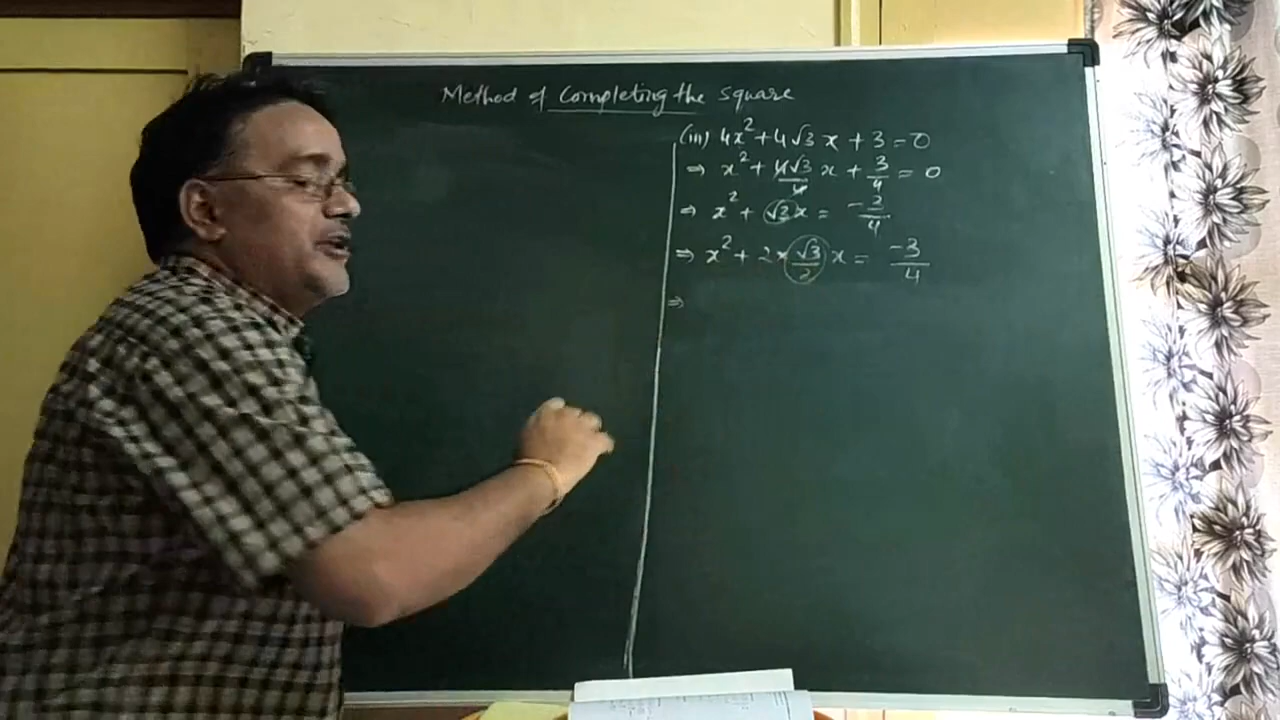 Method of Completing the square
(iii) 4x² + 4√3 x + 3 = 0
⇒ x² + 4√3/4 x + 3/4 = 0
⇒ x² + √3 x = -3/4
⇒ x² + 2×√3/2 x = -3/4
⇒